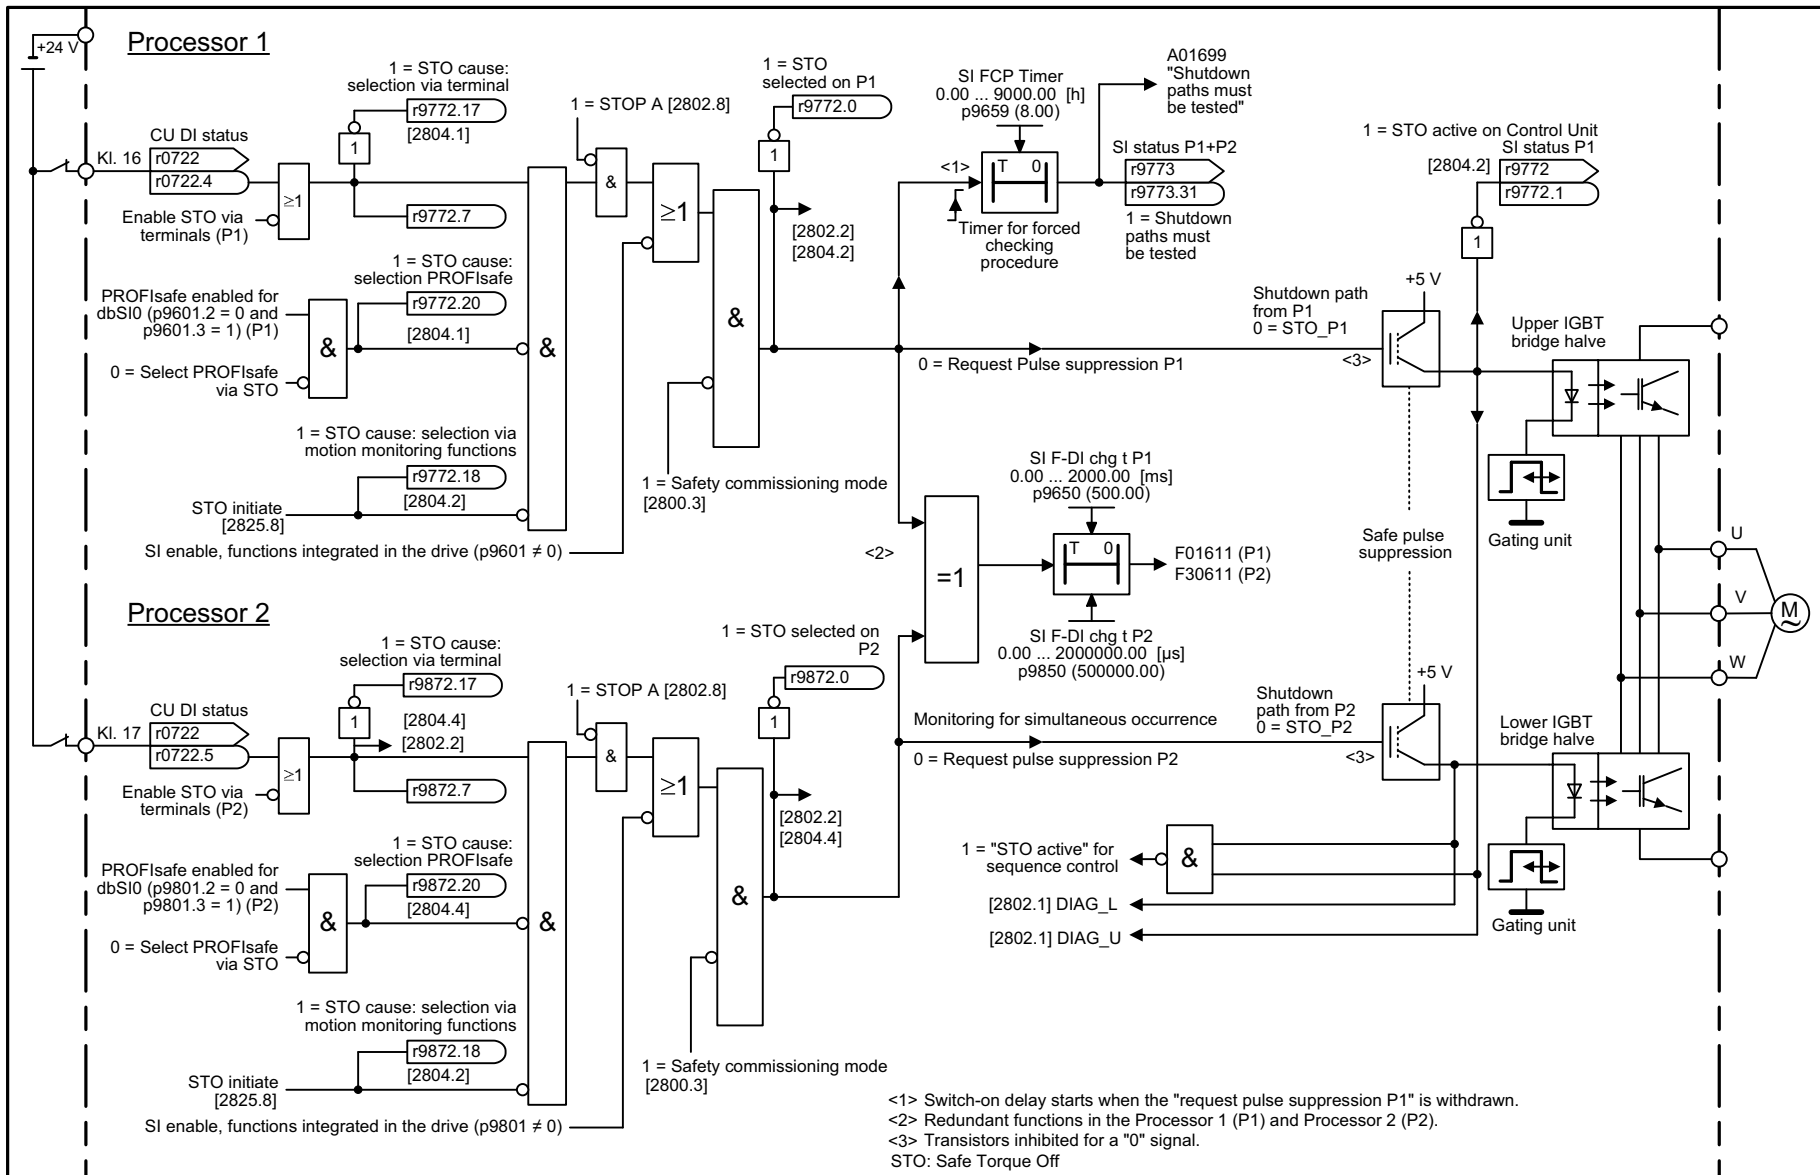 +24 V
Processor 1
1 = STO cause:
selection via terminal
r9772.17
[2804.1]
1
CU DI status
Kl. 16
r0722
r0722.4
≥1
Enable STO via
terminals (P1)
r9772.7
1 = STO cause:
selection PROFIsafe
r9772.20
[2804.1]
PROFIsafe enabled for
dbSI0 (p9601.2 = 0 and
p9601.3 = 1) (P1)
&
0 = Select PROFIsafe
via STO
1 = STO cause: selection via
motion monitoring functions
r9772.18
[2804.2]
STO initiate
[2825.8]
SI enable, functions integrated in the drive (p9601 ≠ 0)
&
1 = STOP A [2802.8]
&
≥1
&
1 = STO
selected on P1
r9772.0
1
[2802.2]
[2804.2]
1 = Safety commissioning mode
[2800.3]
SI FCP Timer
0.00 ... 9000.00 [h]
p9659 (8.00)
<1>
T 0
Timer for forced
checking
procedure
A01699
"Shutdown
paths must
be tested"
SI status P1+P2
r9773
r9773.31
1 = Shutdown
paths must
be tested
1 = STO active on Control Unit
SI status P1
[2804.2]
r9772
r9772.1
1
0 = Request Pulse suppression P1
Shutdown path
from P1
0 = STO_P1
<3>
+5 V
Upper IGBT
bridge halve
Gating unit
Safe pulse
suppression
SI F-DI chg t P1
0.00 ... 2000.00 [ms]
p9650 (500.00)
<2>
=1
T 0
F01611 (P1)
F30611 (P2)
SI F-DI chg t P2
0.00 ... 2000000.00 [µs]
p9850 (500000.00)
U
V
W
M
~
Processor 2
1 = STO cause:
selection via terminal
r9872.17
1
[2804.4]
[2802.2]
CU DI status
Kl. 17
r0722
r0722.5
≥1
Enable STO via
terminals (P2)
r9872.7
1 = STO cause:
selection PROFIsafe
r9872.20
[2804.4]
PROFIsafe enabled for
dbSI0 (p9801.2 = 0 and
p9801.3 = 1) (P2)
&
0 = Select PROFIsafe
via STO
1 = STO cause: selection via
motion monitoring functions
r9872.18
[2804.2]
STO initiate
[2825.8]
SI enable, functions integrated in the drive (p9801 ≠ 0)
&
1 = STOP A [2802.8]
&
≥1
&
1 = STO selected on
P2
r9872.0
1
[2802.2]
[2804.4]
1 = Safety commissioning mode
[2800.3]
Monitoring for simultaneous occurrence
0 = Request pulse suppression P2
Shutdown
path from P2
0 = STO_P2
<3>
+5 V
Lower IGBT
bridge halve
Gating unit
1 = "STO active" for
sequence control
&
[2802.1] DIAG_L
[2802.1] DIAG_U
<1> Switch-on delay starts when the "request pulse suppression P1" is withdrawn.
<2> Redundant functions in the Processor 1 (P1) and Processor 2 (P2).
<3> Transistors inhibited for a "0" signal.
STO: Safe Torque Off